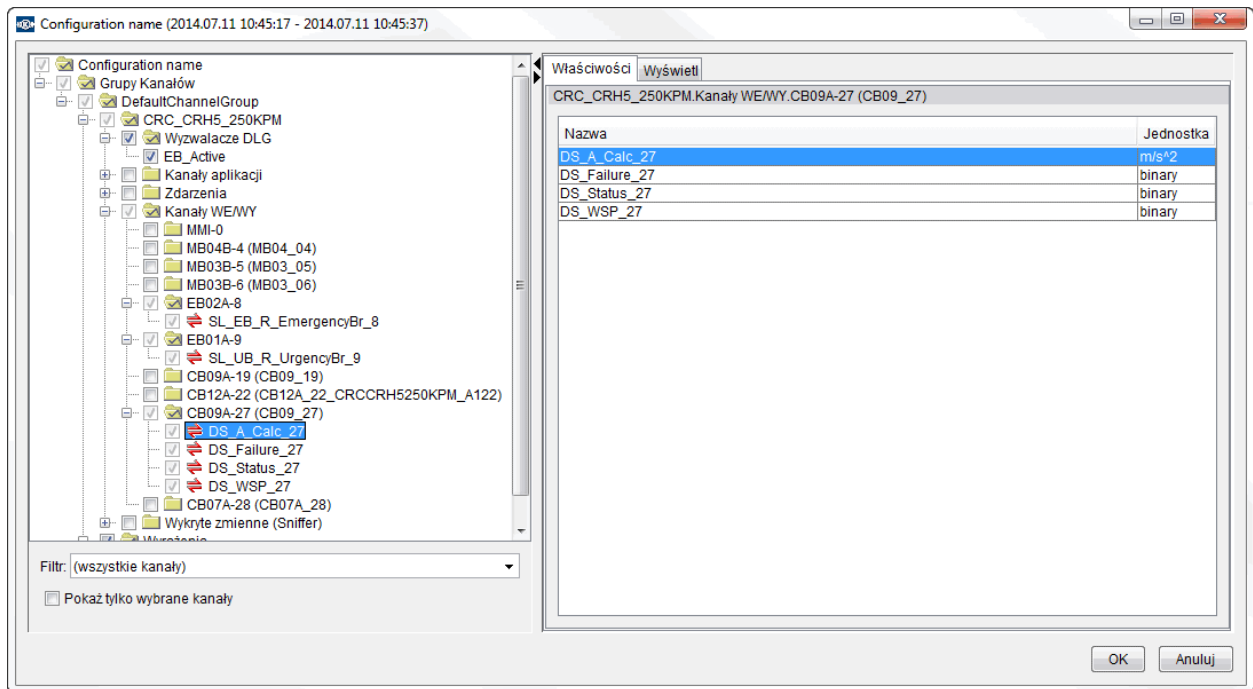 Configuration name (2014.07.11 10:45:17 - 2014.07.11 10:45:37)
Configuration name
Grupy Kanałów
DefaultChannelGroup
CRC_CRH5_250KPM
Wyzwalacze DLG
EB_Active
Kanały aplikacji
Zdarzenia
Kanały WE/WY
MMI-0
MB04B-4 (MB04_04)
MB03B-5 (MB03_05)
MB03B-6 (MB03_06)
EB02A-8
SL_EB_R_EmergencyBr_8
EB01A-9
SL_UB_R_UrgencyBr_9
CB09A-19 (CB09_19)
CB12A-22 (CB12A_22_CRCCRH5250KPM_A122)
CB09A-27 (CB09_27)
DS_A_Calc_27
DS_Failure_27
DS_Status_27
DS_WSP_27
CB07A-28 (CB07A_28)
Wykryte zmienne (Sniffer)
Wyrażenia
Filtr: (wszystkie kanały)
Pokaż tylko wybrane kanały
Właściwości Wyświetl
CRC_CRH5_250KPM.Kanały WE/WY.CB09A-27 (CB09_27)
Nazwa Jednostka
DS_A_Calc_27 m/s^2
DS_Failure_27 binary
DS_Status_27 binary
DS_WSP_27 binary
OK Anuluj